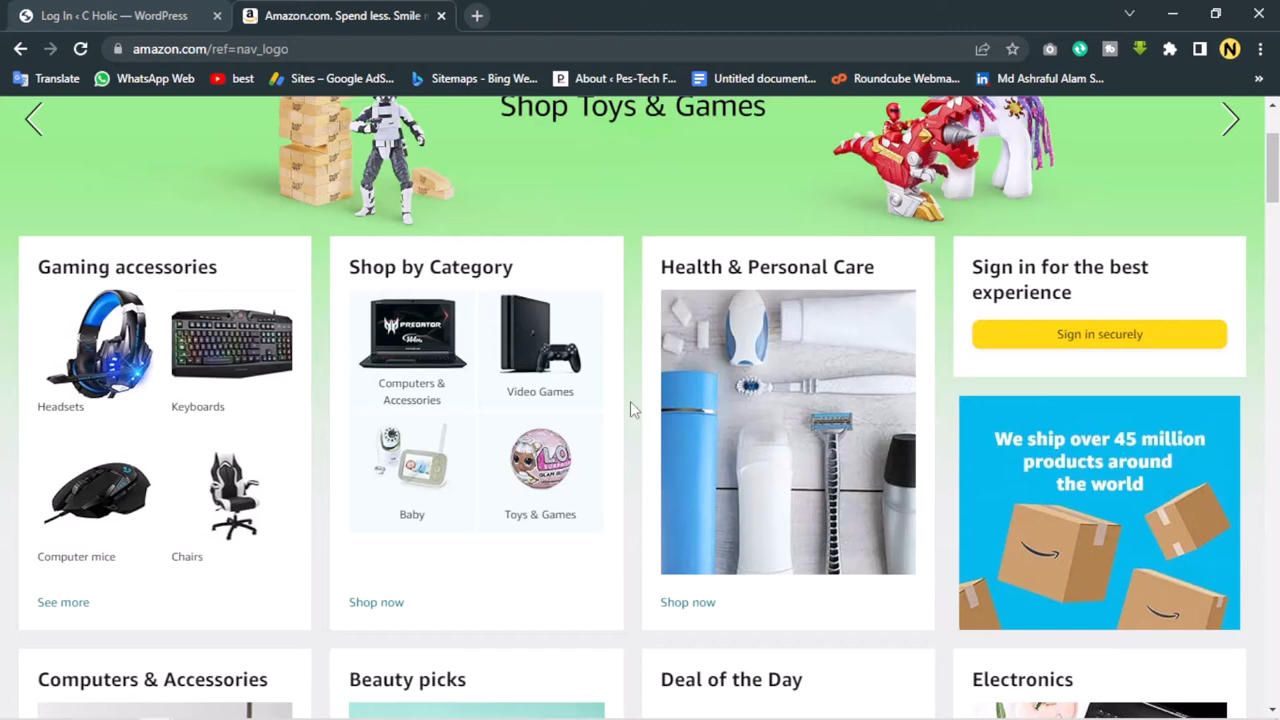 Log In ‹ C Holic — WordPress
Amazon.com. Spend less. Smile
amazon.com/ref=nav_logo
N
Translate
WhatsApp Web
best
Sites – Google AdS...
Sitemaps - Bing We...
About ‹ Pes-Tech F...
Untitled document...
Roundcube Webma...
Md Ashraful Alam S...
Shop Toys & Games
Gaming accessories
Headsets
Keyboards
Computer mice
Chairs
See more
Shop by Category
PREDATOR
Computers &
Accessories
Video Games
Baby
Toys & Games
Shop now
Health & Personal Care
Shop now
Sign in for the best
experience
Sign in securely
We ship over 45 million
products around
the world
Computers & Accessories
Beauty picks
Deal of the Day
Electronics